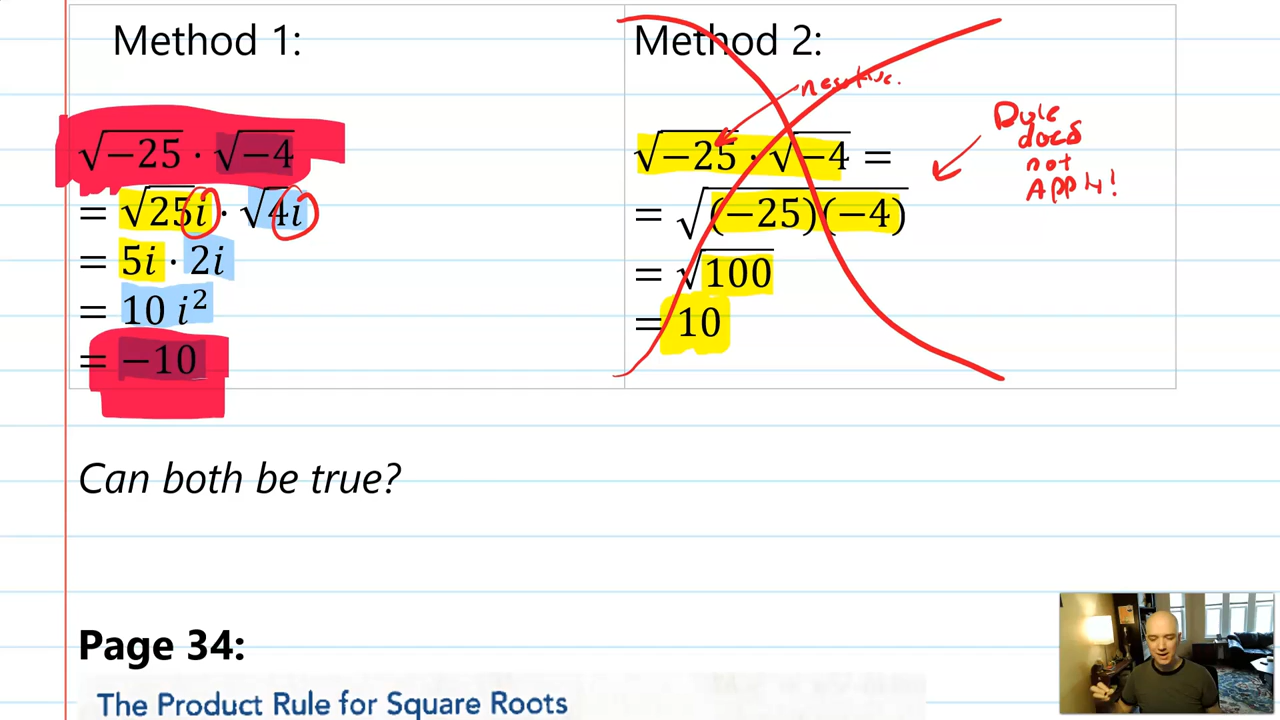 Method 1:
√−25 · √−4
= √25i · √4i
= 5i · 2i
= 10 i²
= −10
Method 2:
negative.
√−25 · √−4 =
= √(−25)(−4)
= √100
= 10
Rule
does
not
APPly!
Can both be true?
Page 34:
The Product Rule for Square Roots